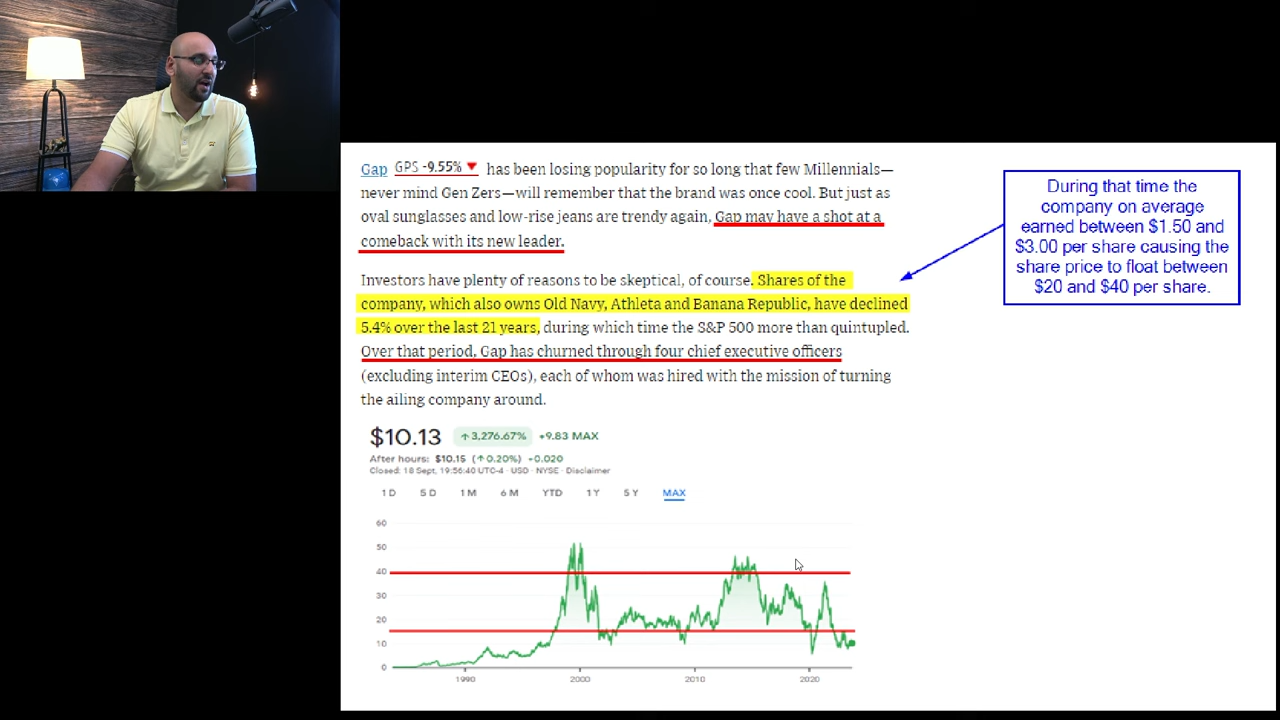 Gap GPS -9.55% ▼ has been losing popularity for so long that few Millennials—
never mind Gen Zers—will remember that the brand was once cool. But just as
oval sunglasses and low-rise jeans are trendy again, Gap may have a shot at a
comeback with its new leader.
Investors have plenty of reasons to be skeptical, of course. Shares of the
company, which also owns Old Navy, Athleta and Banana Republic, have declined
5.4% over the last 21 years, during which time the S&P 500 more than quintupled.
Over that period, Gap has churned through four chief executive officers
(excluding interim CEOs), each of whom was hired with the mission of turning
the ailing company around.
During that time the
company on average
earned between $1.50 and
$3.00 per share causing the
share price to float between
$20 and $40 per share.
$10.13 ↑ 3,276.67% +9.83 MAX
After hours: $10.15 (↑ 0.20%) +0.020
Closed: 18 Sept, 19:56:40 UTC-4 · USD · NYSE · Disclaimer
1D 5D 1M 6M YTD 1Y 5Y MAX
60
50
40
30
20
10
0
1990 2000 2010 2020